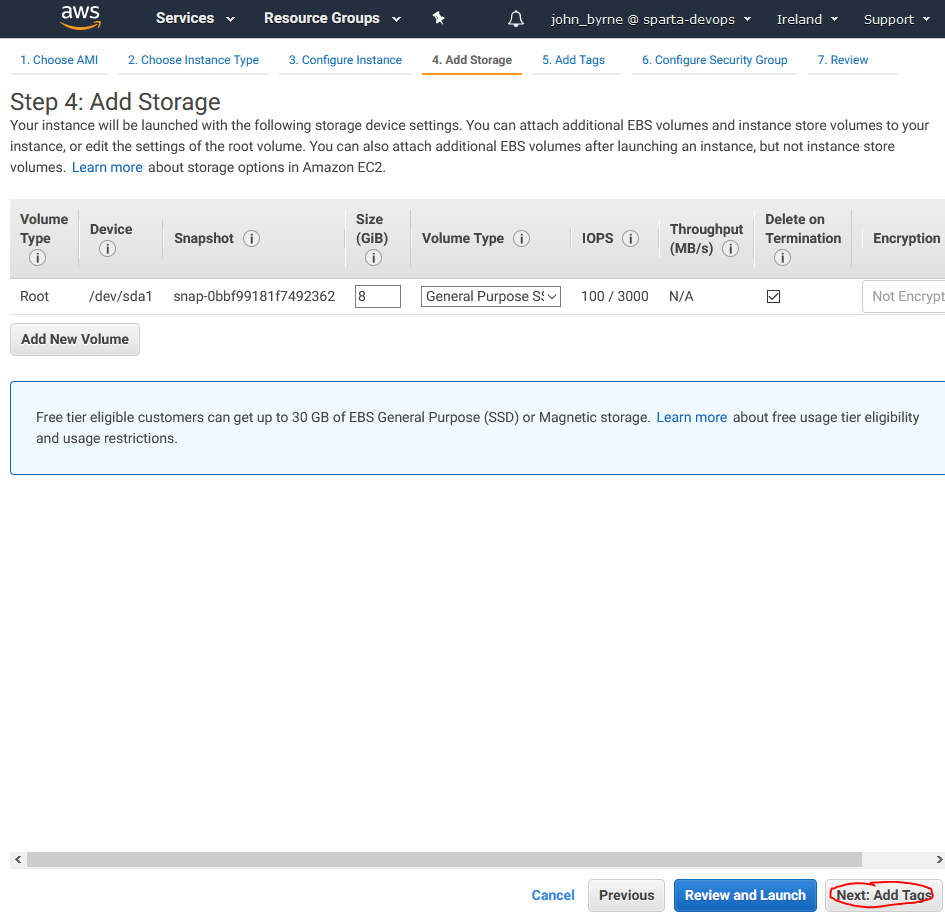 aws Services Resource Groups john_byrne @ sparta-devops Ireland Support
1. Choose AMI 2. Choose Instance Type 3. Configure Instance 4. Add Storage 5. Add Tags 6. Configure Security Group 7. Review
Step 4: Add Storage
Your instance will be launched with the following storage device settings. You can attach additional EBS volumes and instance store volumes to your
instance, or edit the settings of the root volume. You can also attach additional EBS volumes after launching an instance, but not instance store
volumes. Learn more about storage options in Amazon EC2.
Volume Type i Device i Snapshot i Size (GiB) i Volume Type i IOPS i Throughput (MB/s) i Delete on Termination i Encryption
Root /dev/sda1 snap-0bbf99181f7492362 8 General Purpose SS 100 / 3000 N/A Not Encrypt
Add New Volume
Free tier eligible customers can get up to 30 GB of EBS General Purpose (SSD) or Magnetic storage. Learn more about free usage tier eligibility
and usage restrictions.
Cancel Previous Review and Launch Next: Add Tags